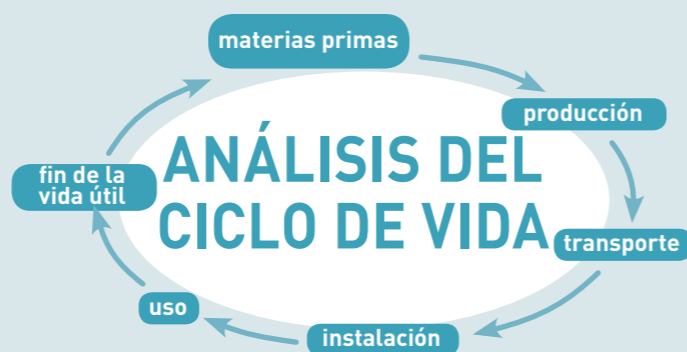 materias primas
producción
ANÁLISIS DEL
CICLO DE VIDA
fin de la
vida útil
transporte
uso
instalación